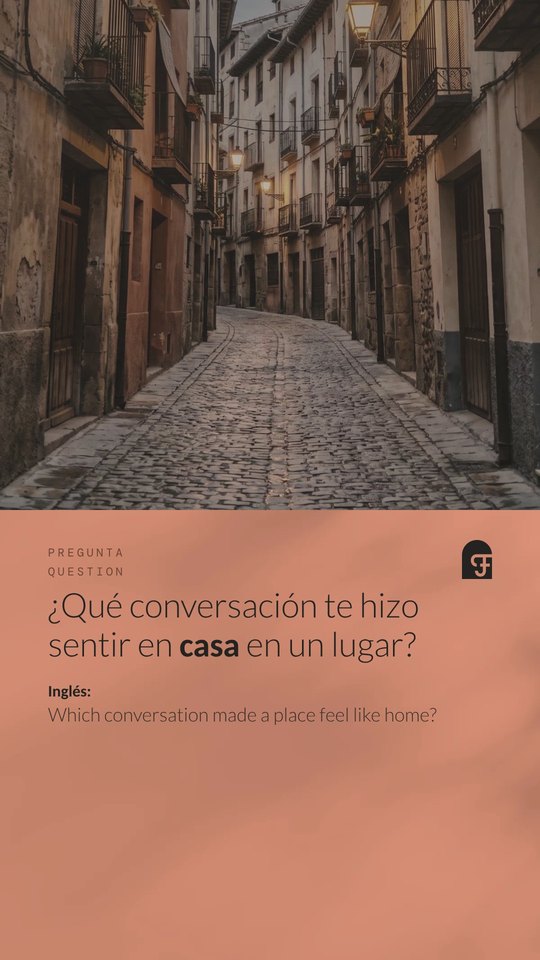 PREGUNTA
QUESTION
¿Qué conversación te hizo
sentir en casa en un lugar?
Inglés:
Which conversation made a place feel like home?